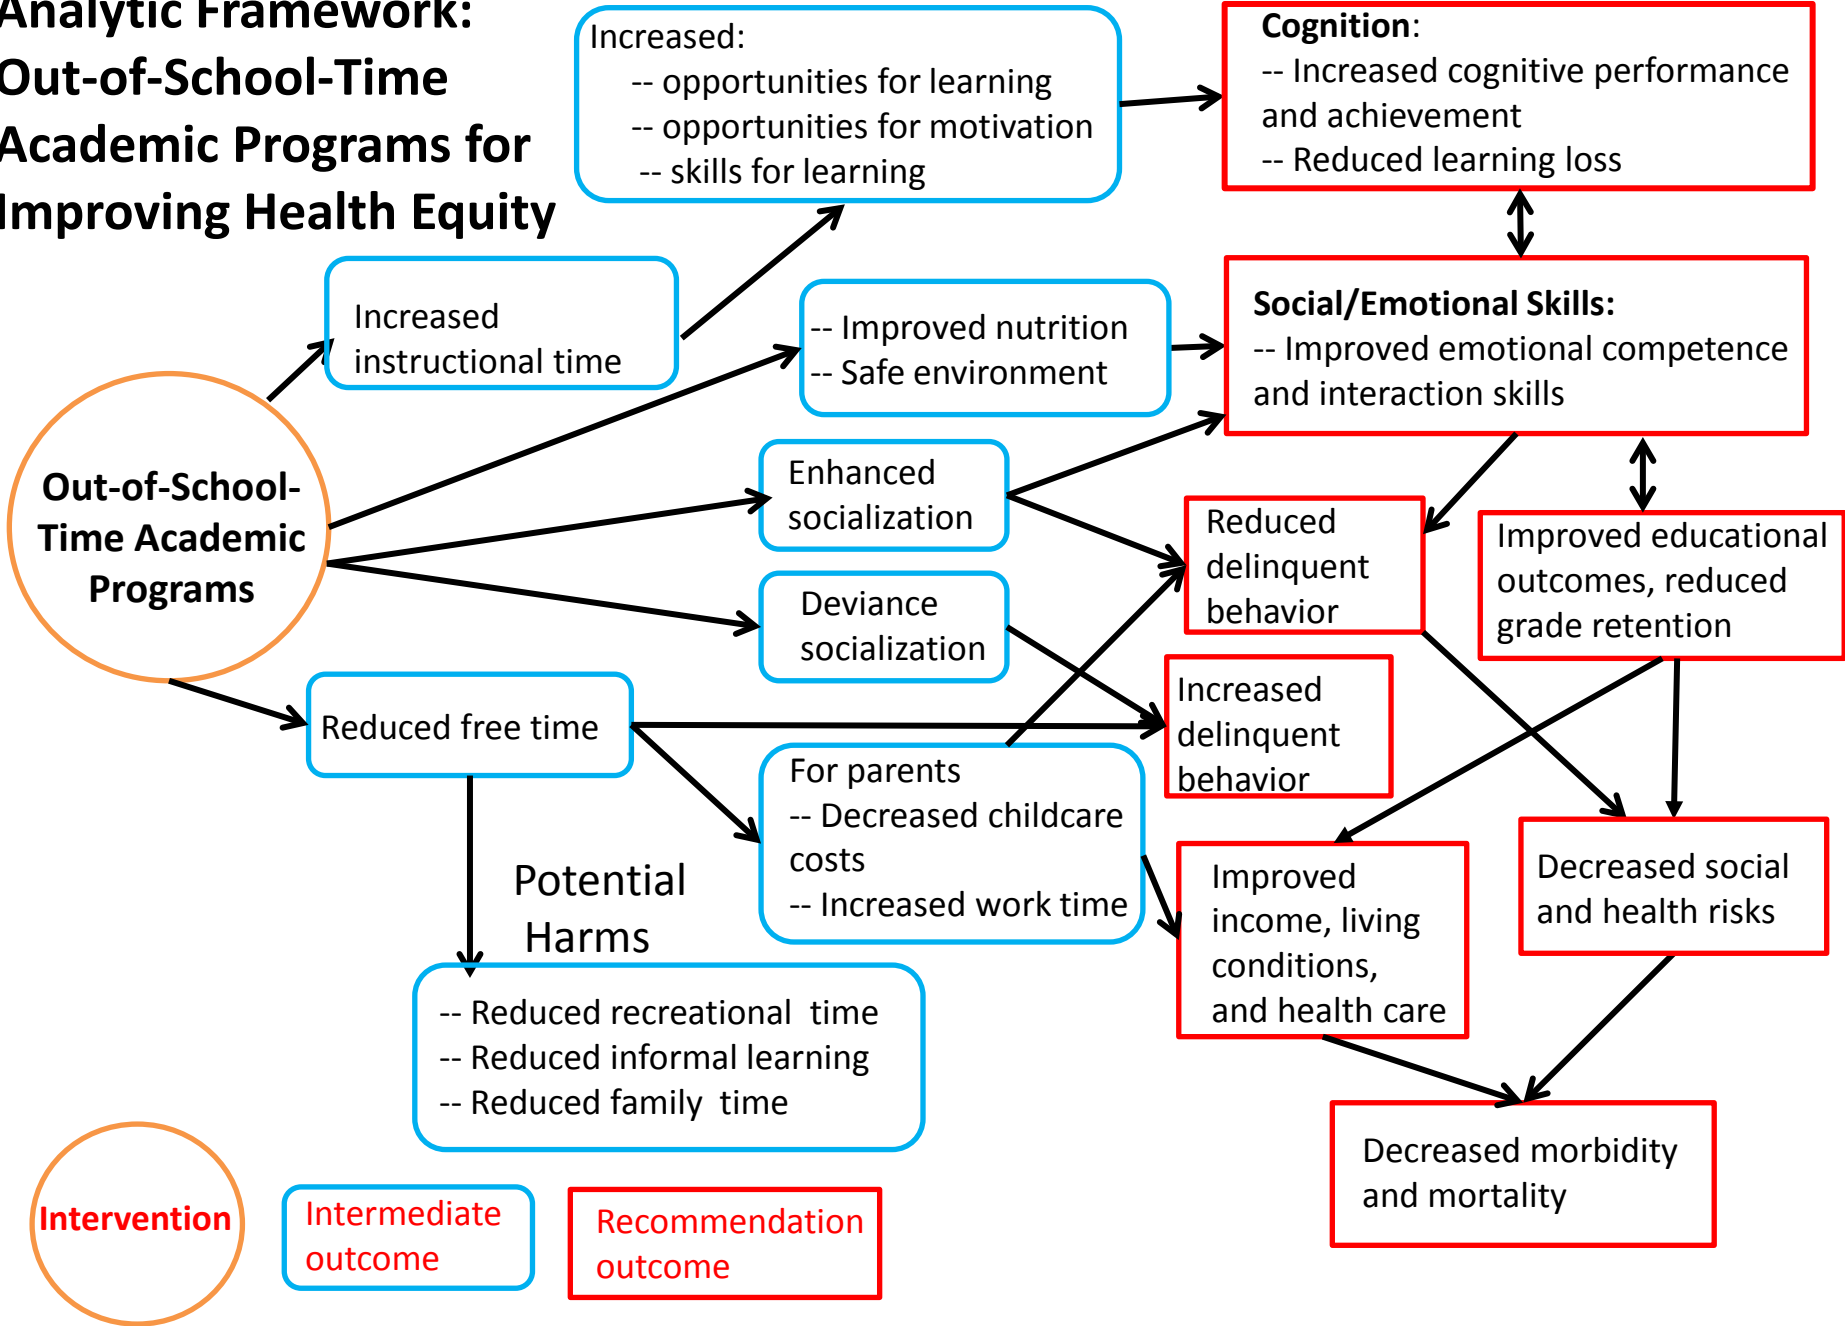 Analytic Framework:
Out-of-School-Time
Academic Programs for
Improving Health Equity
Increased:
-- opportunities for learning
-- opportunities for motivation
-- skills for learning
Cognition:
-- Increased cognitive performance
and achievement
-- Reduced learning loss
Increased
instructional time
-- Improved nutrition
-- Safe environment
Social/Emotional Skills:
-- Improved emotional competence
and interaction skills
Out-of-School-
Time Academic
Programs
Enhanced
socialization
Reduced
delinquent
behavior
Improved educational
outcomes, reduced
grade retention
Deviance
socialization
Increased
delinquent
behavior
Reduced free time
For parents
-- Decreased childcare
costs
-- Increased work time
Improved
income, living
conditions,
and health care
Decreased social
and health risks
Potential
Harms
-- Reduced recreational  time
-- Reduced informal learning
-- Reduced family  time
Decreased morbidity
and mortality
Intervention
Intermediate
outcome
Recommendation
outcome